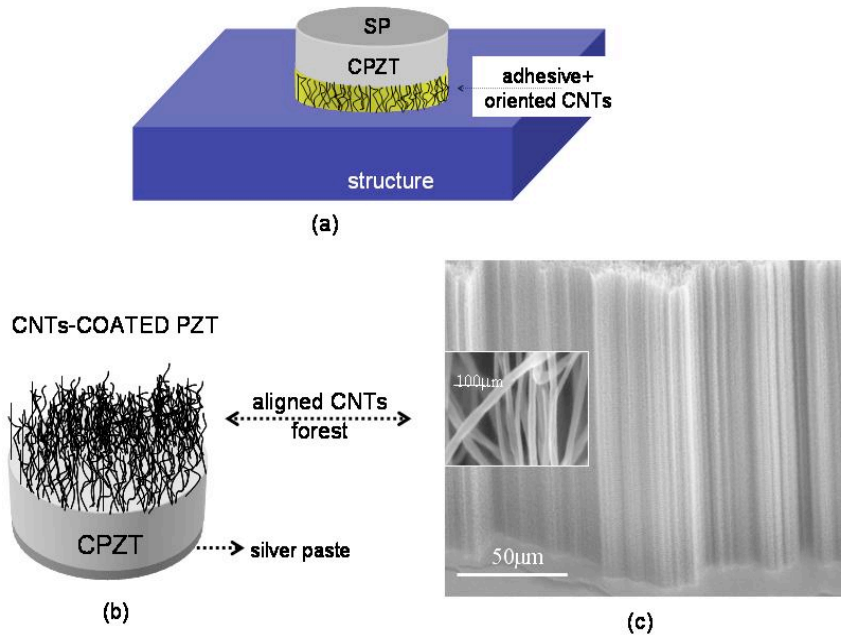 SP
CPZT
adhesive+
oriented CNTs
structure
(a)
CNTs-COATED PZT
aligned CNTs
forest
CPZT
silver paste
(b)
100μm
50μm
(c)